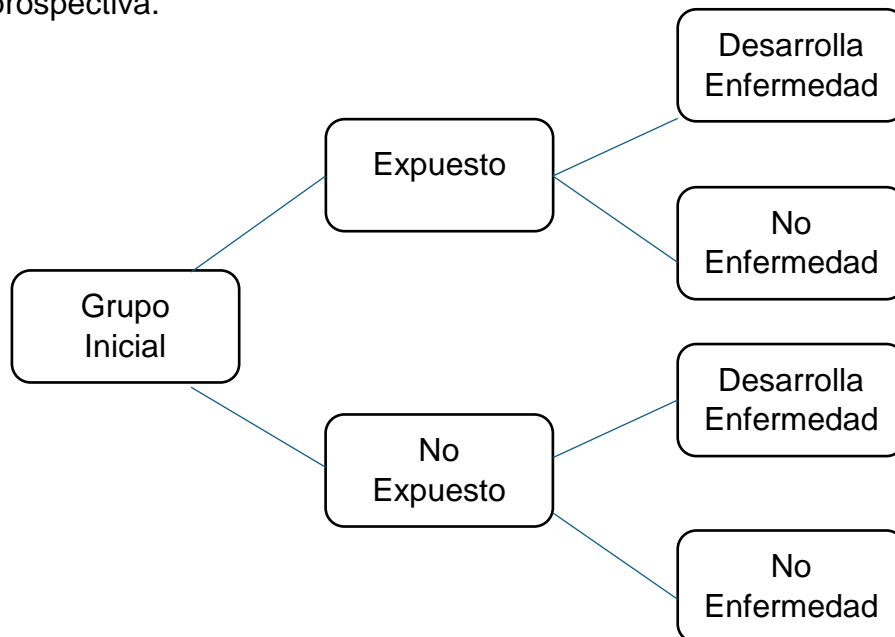 prospectiva.
Desarrolla
Enfermedad
Expuesto
No
Enfermedad
Grupo
Inicial
Desarrolla
Enfermedad
No
Expuesto
No
Enfermedad